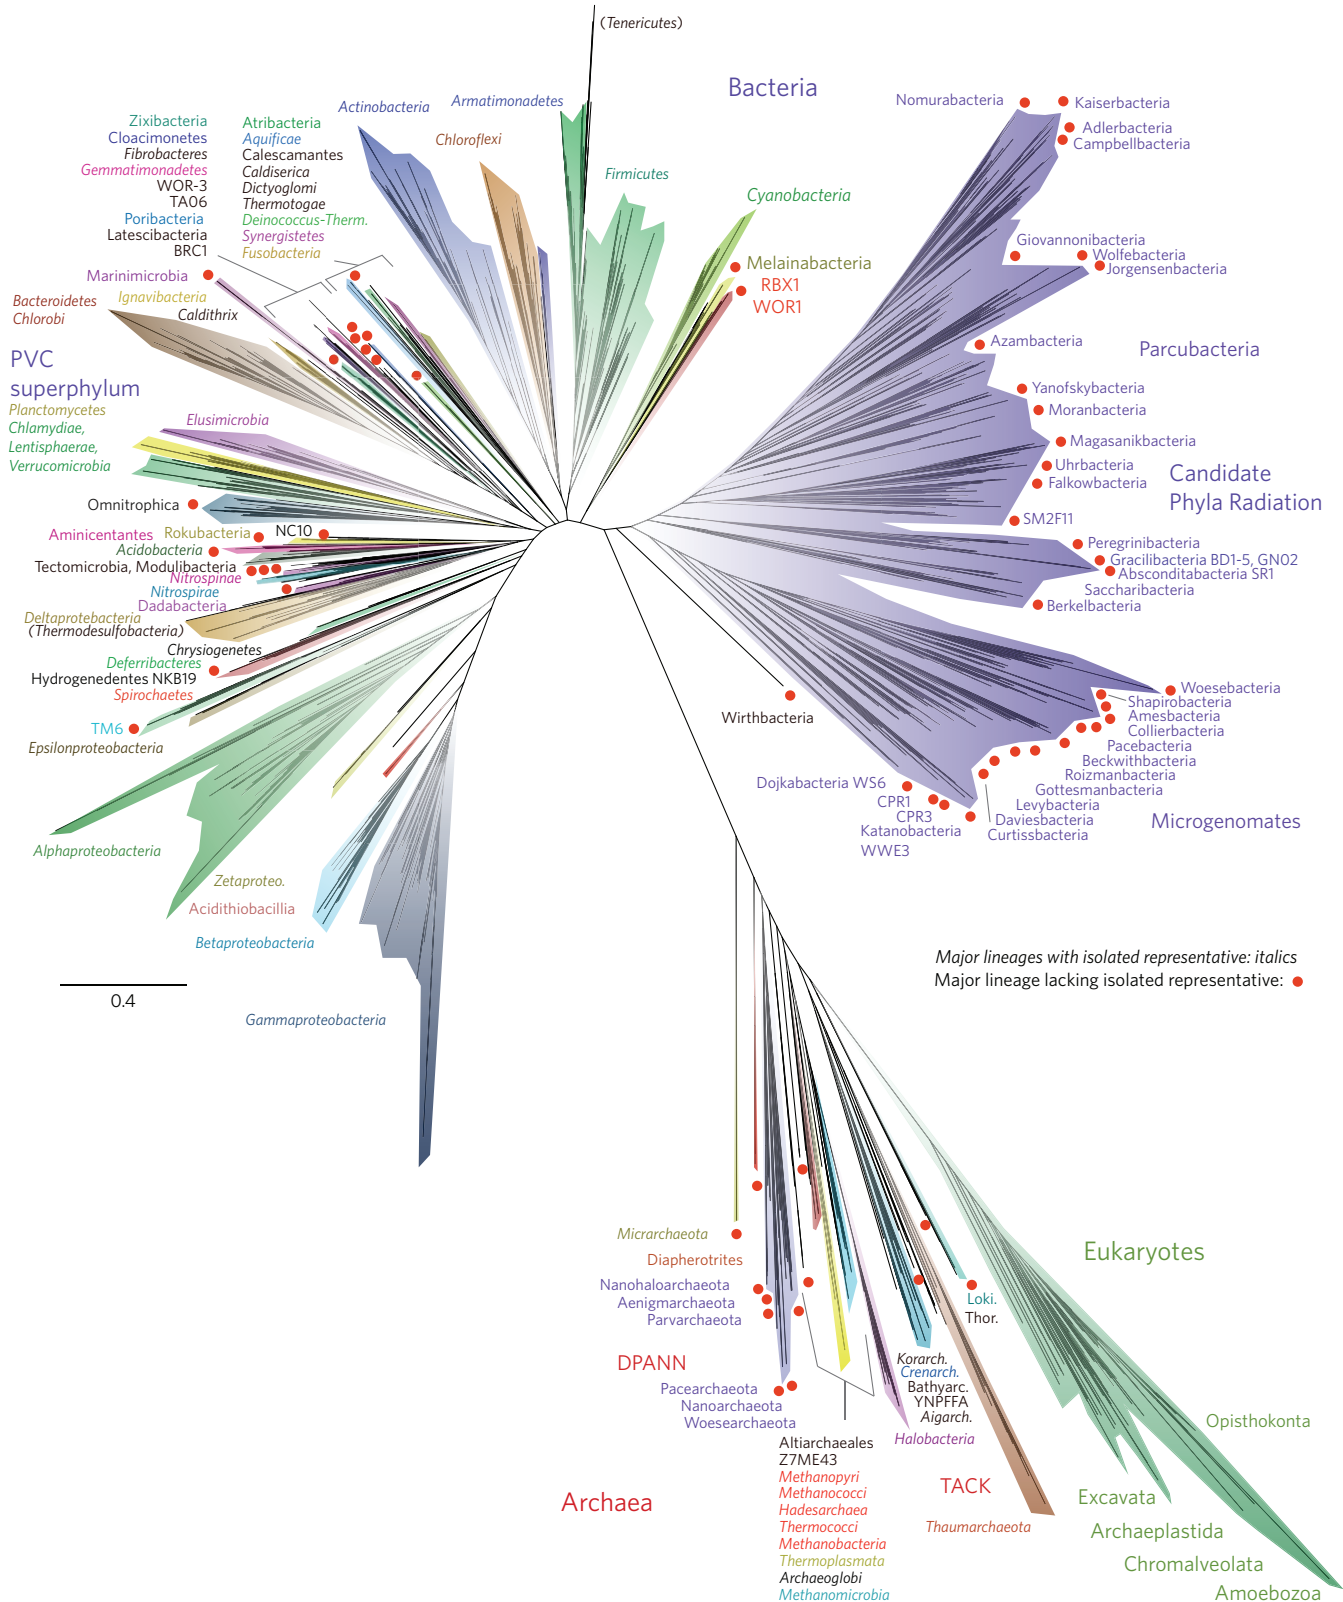 (Tenericutes)
Bacteria
Actinobacteria
Armatimonadetes
Chloroflexi
Firmicutes
Cyanobacteria
Melainabacteria
RBX1
WOR1
Zixibacteria
Cloacimonetes
Fibrobacteres
Gemmatimonadetes
WOR-3
TA06
Poribacteria
Latescibacteria
BRC1
Atribacteria
Aquificae
Calescamantes
Caldiserica
Dictyoglomi
Thermotogae
Deinococcus-Therm.
Synergistetes
Fusobacteria
Marinimicrobia
Bacteroidetes
Chlorobi
Ignavibacteria
Caldithrix
PVC
superphylum
Planctomycetes
Chlamydiae,
Lentisphaerae,
Verrucomicrobia
Elusimicrobia
Omnitrophica
Aminicentantes
Rokubacteria
NC10
Acidobacteria
Tectomicrobia, Modulibacteria
Nitrospinae
Nitrospirae
Dadabacteria
Deltaprotebacteria
(Thermodesulfobacteria)
Chrysiogenetes
Deferribacteres
Hydrogenedentes NKB19
Spirochaetes
TM6
Epsilonproteobacteria
Alphaproteobacteria
Zetaproteo.
Acidithiobacillia
Betaproteobacteria
Gammaproteobacteria
0.4
Nomurabacteria
Kaiserbacteria
Adlerbacteria
Campbellbacteria
Giovannonibacteria
Wolfebacteria
Jorgensenbacteria
Azambacteria
Parcubacteria
Yanofskybacteria
Moranbacteria
Magasanikbacteria
Uhrbacteria
Falkowbacteria
Candidate
Phyla Radiation
SM2F11
Peregrinibacteria
Gracilibacteria BD1-5, GN02
Absconditabacteria SR1
Saccharibacteria
Berkelbacteria
Woesebacteria
Shapirobacteria
Amesbacteria
Collierbacteria
Pacebacteria
Beckwithbacteria
Roizmanbacteria
Gottesmanbacteria
Levybacteria
Daviesbacteria
Curtissbacteria
Microgenomates
Wirthbacteria
Dojkabacteria WS6
CPR1
CPR3
Katanobacteria
WWE3
Major lineages with isolated representative: italics
Major lineage lacking isolated representative:
Micrarchaeota
Diapherotrites
Nanohaloarchaeota
Aenigmarchaeota
Parvarchaeota
DPANN
Pacearchaeota
Nanoarchaeota
Woesearchaeota
Archaea
Altiarchaeales
Z7ME43
Methanopyri
Methanococci
Hadesarchaea
Thermococci
Methanobacteria
Thermoplasmata
Archaeoglobi
Methanomicrobia
Halobacteria
Korarch.
Crenarch.
Bathyarc.
YNPFFA
Aigarch.
TACK
Thaumarchaeota
Loki.
Thor.
Eukaryotes
Opisthokonta
Excavata
Archaeplastida
Chromalveolata
Amoebozoa